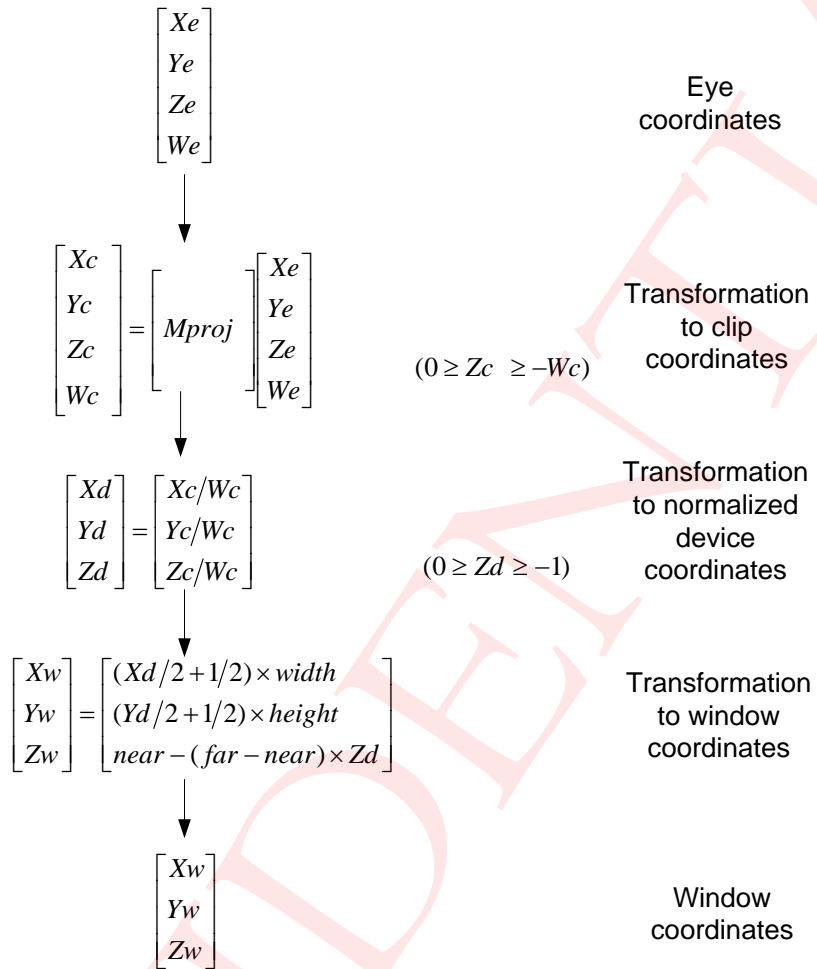 Xe
Ye
Ze
We
Eye
coordinates
Xc
Yc
Zc
Wc
=
Mproj
Xe
Ye
Ze
We
(0 ≥ Zc ≥ −Wc)
Transformation
to clip
coordinates
Xd
Yd
Zd
=
Xc/Wc
Yc/Wc
Zc/Wc
(0 ≥ Zd ≥ −1)
Transformation
to normalized
device
coordinates
Xw
Yw
Zw
=
(Xd/2+1/2)×width
(Yd/2+1/2)×height
near−(far−near)×Zd
Transformation
to window
coordinates
Xw
Yw
Zw
Window
coordinates